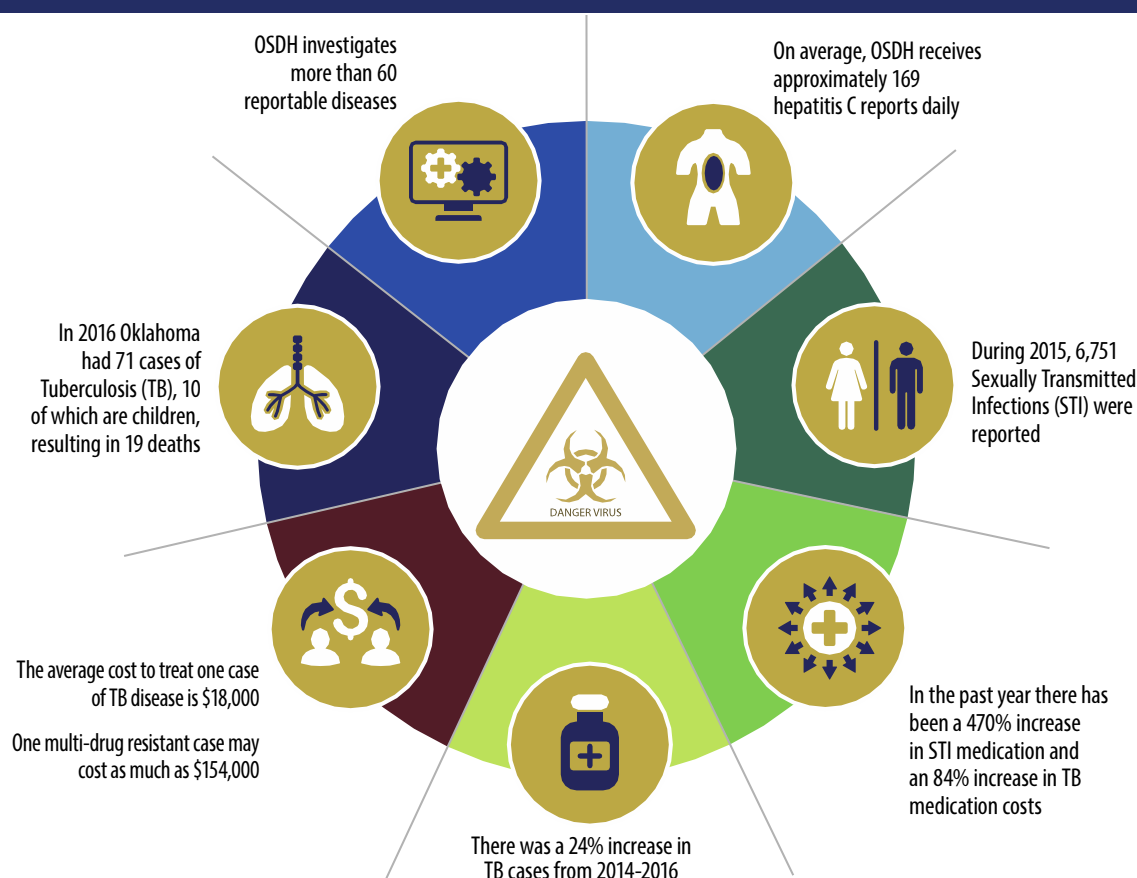 OSDH investigates
more than 60
reportable diseases
On average, OSDH receives
approximately 169
hepatitis C reports daily
In 2016 Oklahoma
had 71 cases of
Tuberculosis (TB), 10
of which are children,
resulting in 19 deaths
During 2015, 6,751
Sexually Transmitted
Infections (STI) were
reported
DANGER VIRUS
The average cost to treat one case
of TB disease is $18,000
One multi-drug resistant case may
cost as much as $154,000
In the past year there has
been a 470% increase
in STI medication and
an 84% increase in TB
medication costs
There was a 24% increase in
TB cases from 2014-2016